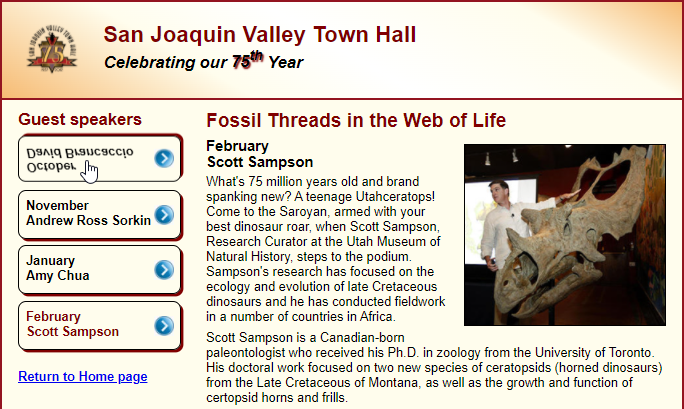 SAN JOAQUIN VALLEY TOWN HALL
75
San Joaquin Valley Town Hall
Celebrating our 75th Year
Guest speakers
October
David Brancaccio
November
Andrew Ross Sorkin
January
Amy Chua
February
Scott Sampson
Return to Home page
Fossil Threads in the Web of Life
February
Scott Sampson
What's 75 million years old and brand
spanking new? A teenage Utahceratops!
Come to the Saroyan, armed with your
best dinosaur roar, when Scott Sampson,
Research Curator at the Utah Museum of
Natural History, steps to the podium.
Sampson's research has focused on the
ecology and evolution of late Cretaceous
dinosaurs and he has conducted fieldwork
in a number of countries in Africa.
Scott Sampson is a Canadian-born
paleontologist who received his Ph.D. in zoology from the University of Toronto.
His doctoral work focused on two new species of ceratopsids (horned dinosaurs)
from the Late Cretaceous of Montana, as well as the growth and function of
certopsid horns and frills.